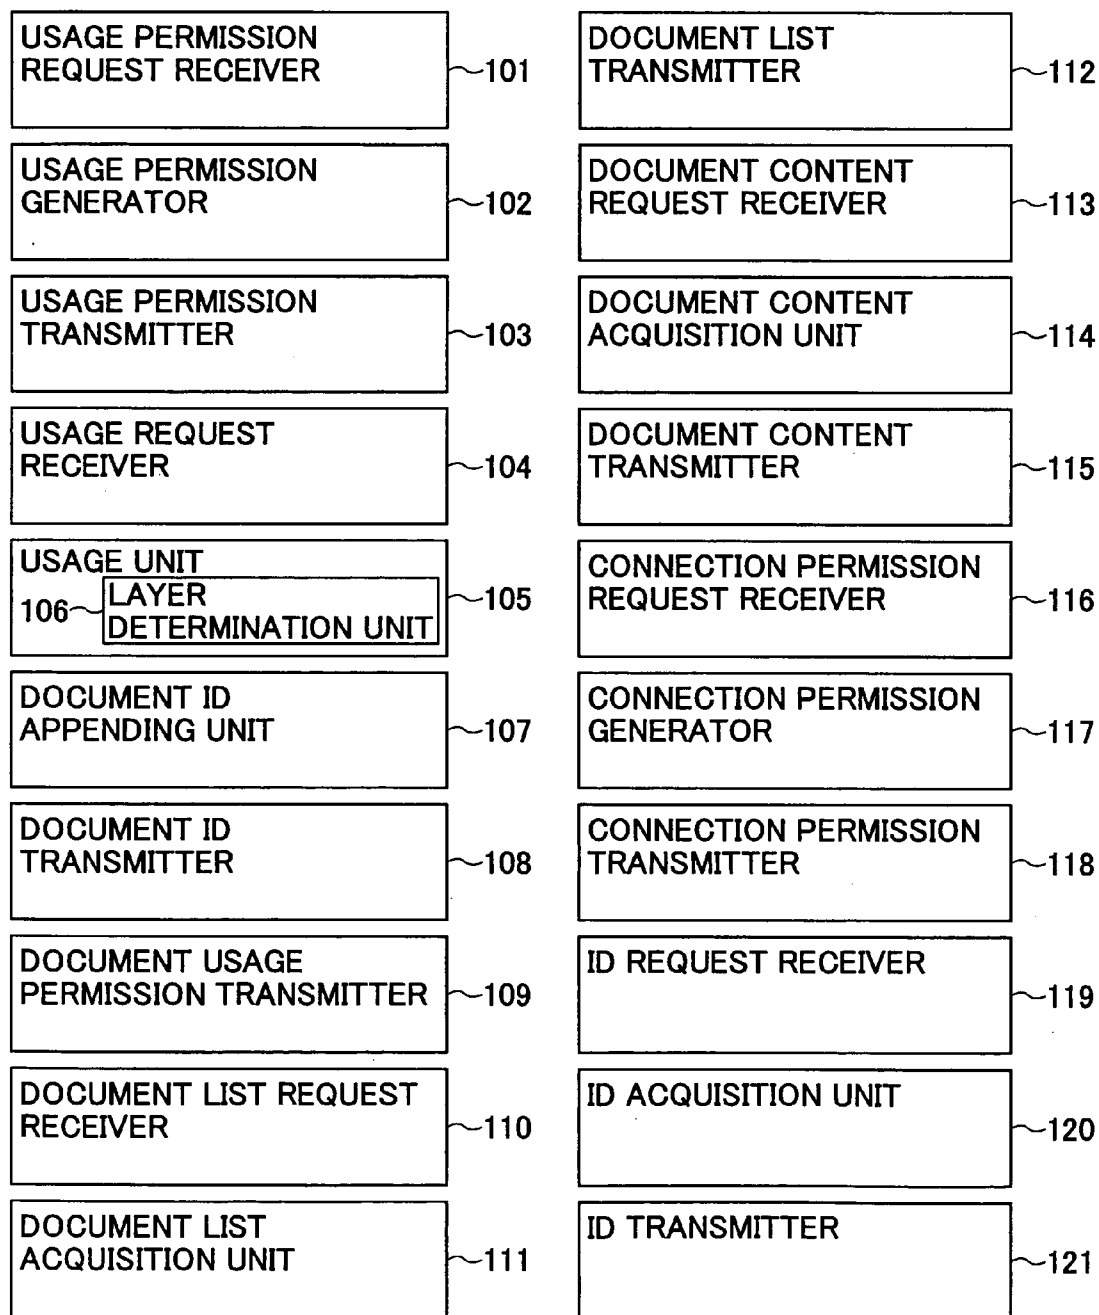 USAGE PERMISSION
REQUEST RECEIVER
101
USAGE PERMISSION
GENERATOR
102
USAGE PERMISSION
TRANSMITTER
103
USAGE REQUEST
RECEIVER
104
USAGE UNIT
105
106
LAYER
DETERMINATION UNIT
DOCUMENT ID
APPENDING UNIT
107
DOCUMENT ID
TRANSMITTER
108
DOCUMENT USAGE
PERMISSION TRANSMITTER
109
DOCUMENT LIST REQUEST
RECEIVER
110
DOCUMENT LIST
ACQUISITION UNIT
111
DOCUMENT LIST
TRANSMITTER
112
DOCUMENT CONTENT
REQUEST RECEIVER
113
DOCUMENT CONTENT
ACQUISITION UNIT
114
DOCUMENT CONTENT
TRANSMITTER
115
CONNECTION PERMISSION
REQUEST RECEIVER
116
CONNECTION PERMISSION
GENERATOR
117
CONNECTION PERMISSION
TRANSMITTER
118
ID REQUEST RECEIVER
119
ID ACQUISITION UNIT
120
ID TRANSMITTER
121